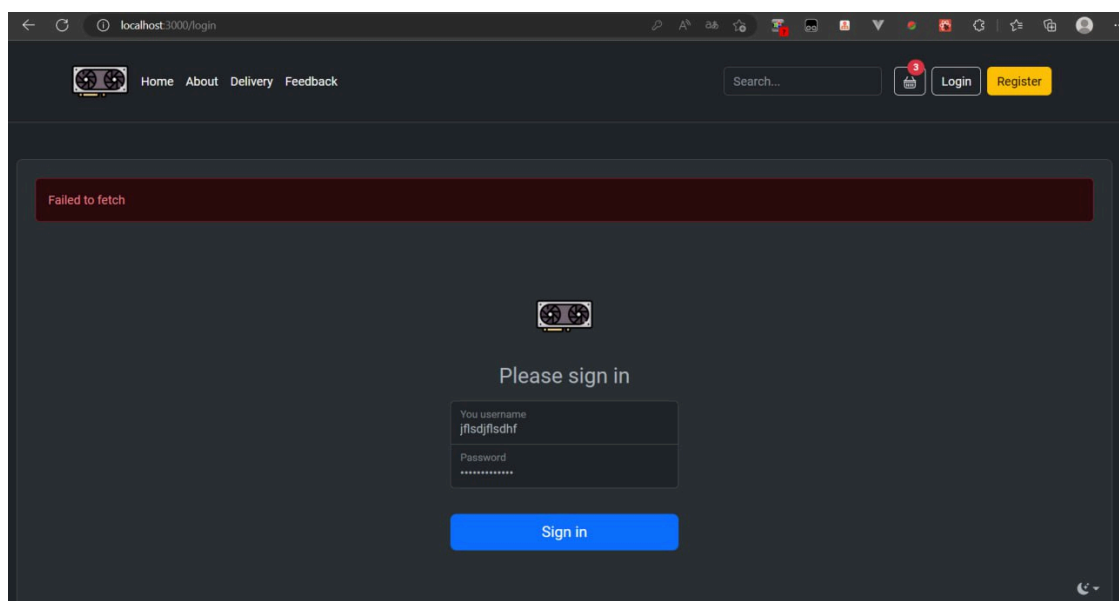 localhost:3000/login
Home About Delivery Feedback
Search...
3
Login
Register
Failed to fetch
Please sign in
You username
jflsdjflsdhf
Password
•••••••••••••
Sign in